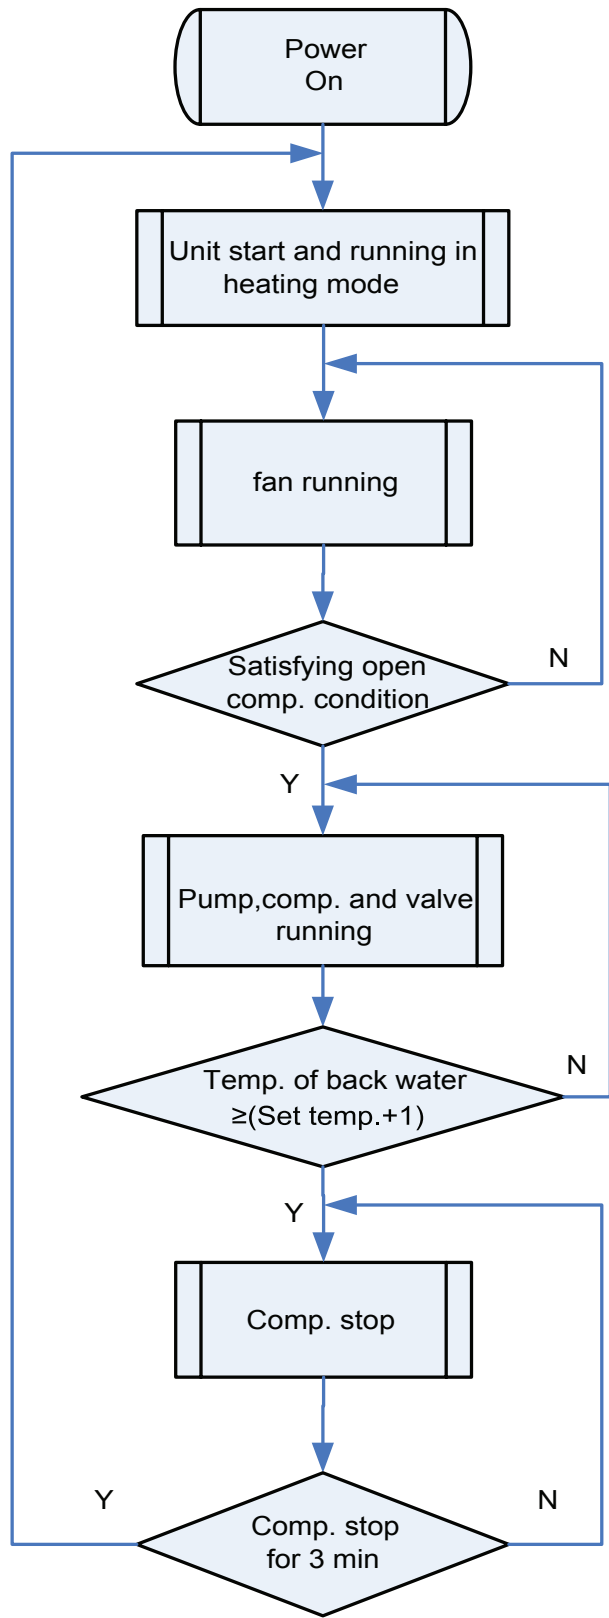 Power
On
Unit start and running in
heating mode
fan running
Satisfying open
comp. condition
N
Y
Pump,comp. and valve
running
Temp. of back water
≥(Set temp.+1)
N
Y
Comp. stop
Y
N
Comp. stop
for 3 min